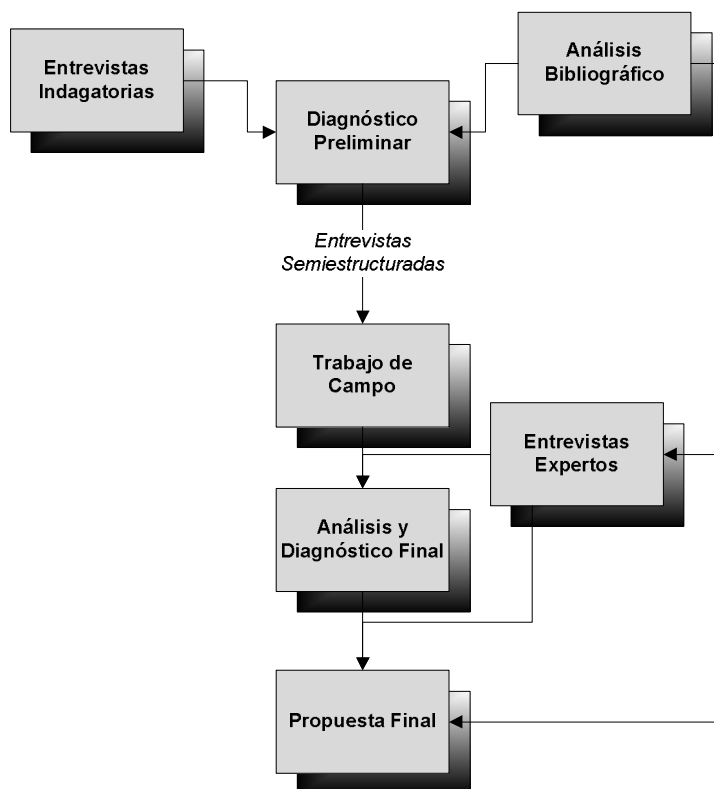 Entrevistas
Indagatorias
Análisis
Bibliográfico
Diagnóstico
Preliminar
Entrevistas
Semiestructuradas
Trabajo de
Campo
Entrevistas
Expertos
Análisis y
Diagnóstico Final
Propuesta Final